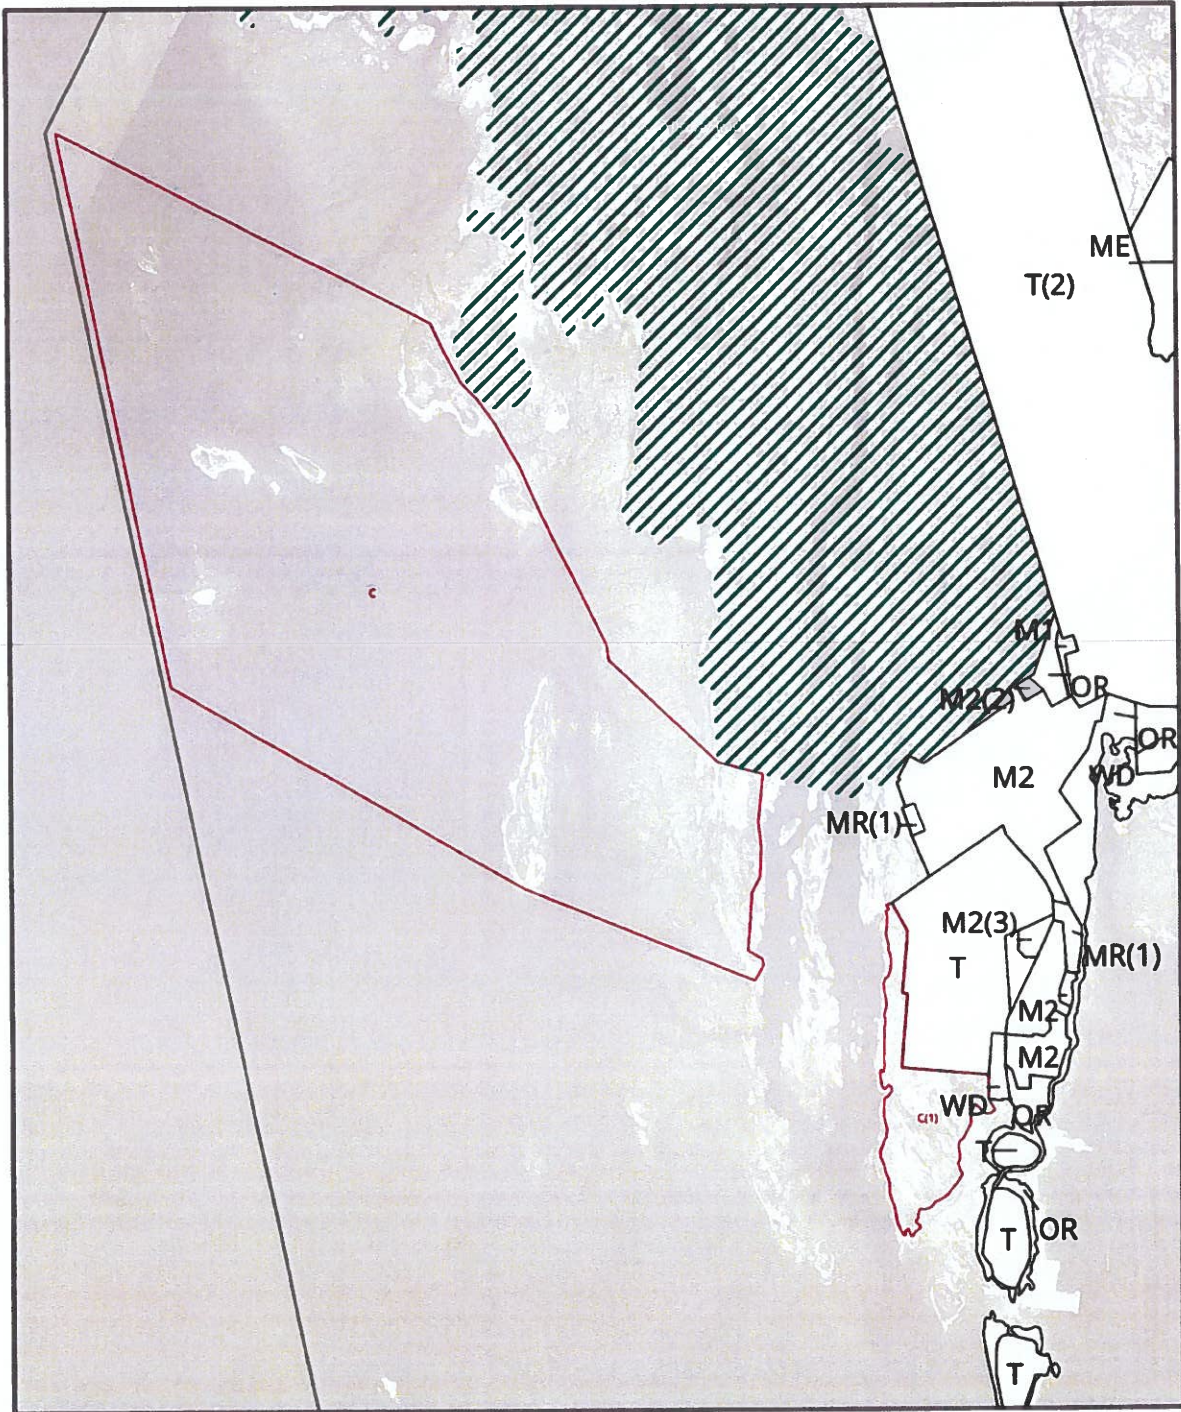 ME
T(2)
C
M1
M2(2)
OR
OR
M2
WD
MR(1)
M2(3)
T
MR(1)
M2
M2
WD
C(1)
OR
T
T
OR
T